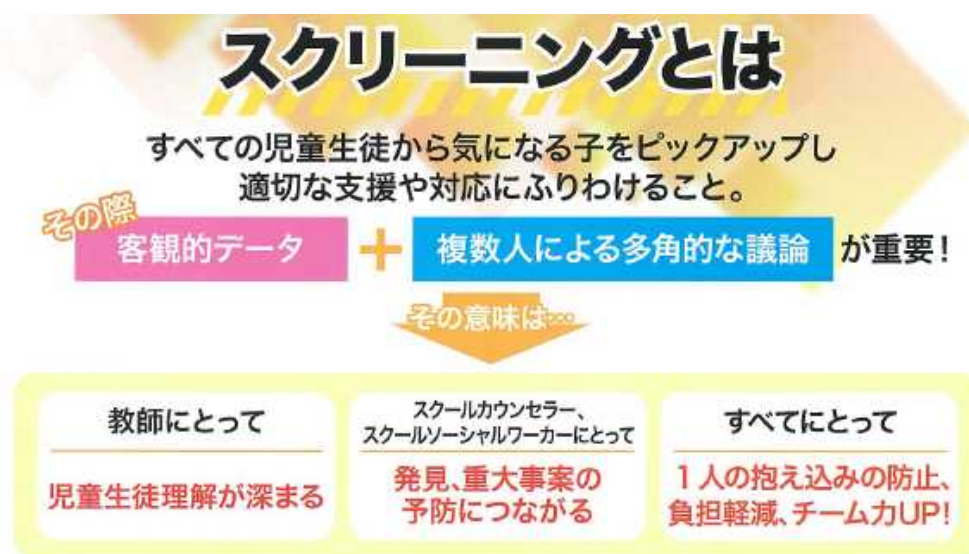 スクリーニングとは
すべての児童生徒から気になる子をピックアップし
適切な支援や対応にふりわけること。
その際
客観的データ + 複数人による多角的な議論 が重要!
その意味は…
教師にとって
児童生徒理解が深まる
スクールカウンセラー、
スクールソーシャルワーカーにとって
発見、重大事案の
予防につながる
すべてにとって
1人の抱え込みの防止、
負担軽減、チーム力UP!